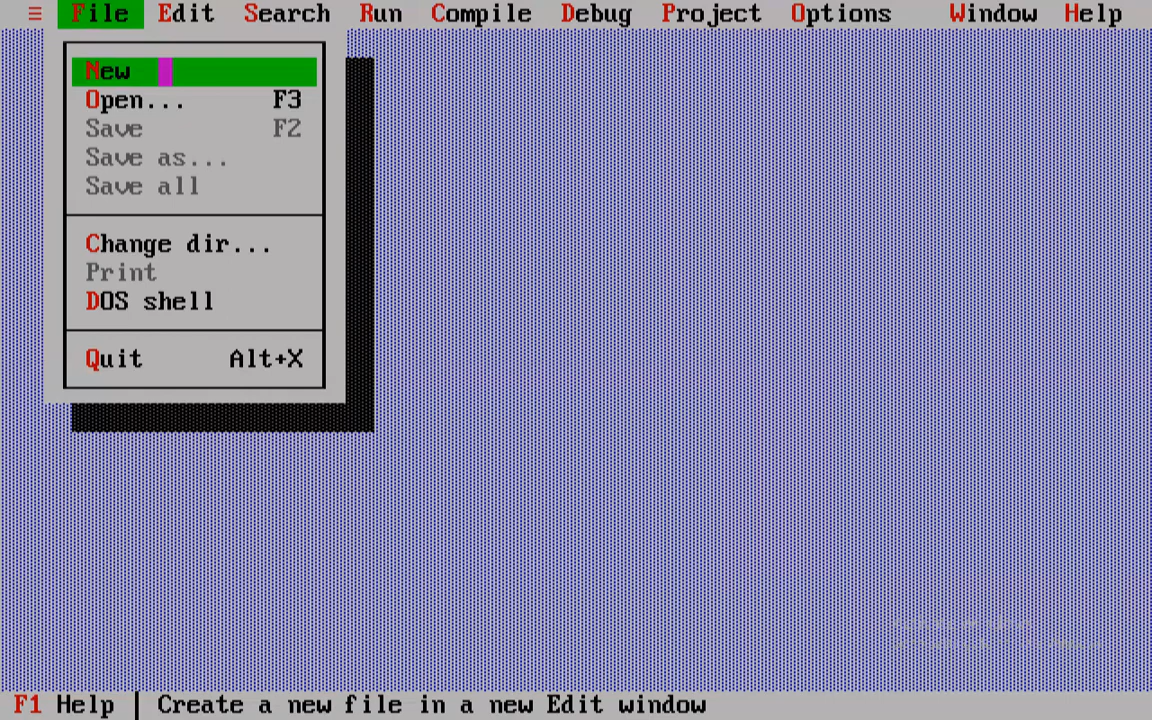 ≡ File Edit Search Run Compile Debug Project Options Window Help
New
Open... F3
Save F2
Save as...
Save all
Change dir...
Print
DOS shell
Quit Alt+X
F1 Help | Create a new file in a new Edit window